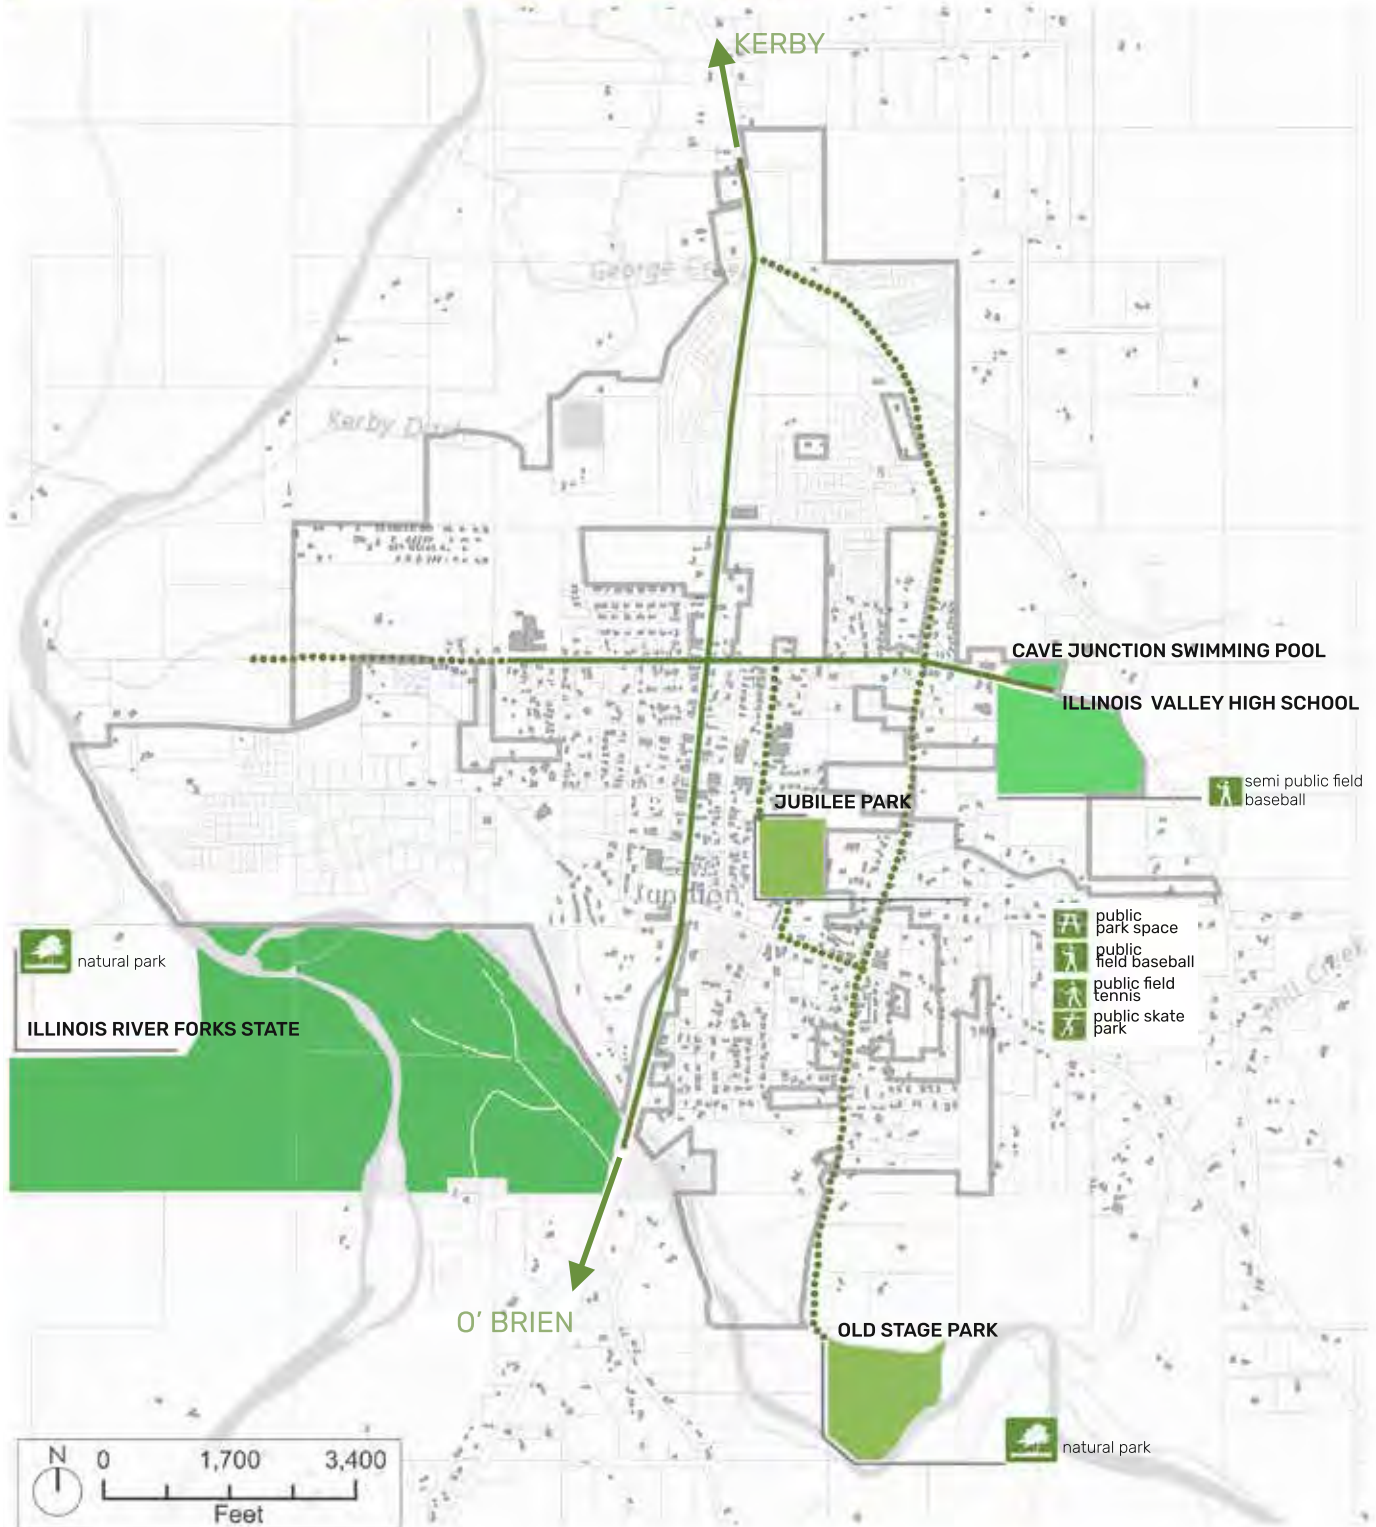 KERBY
George Creek
Kerby Ditch
CAVE JUNCTION SWIMMING POOL
ILLINOIS VALLEY HIGH SCHOOL
semi public field
baseball
JUBILEE PARK
Junction
public
park space
public
field baseball
public field
tennis
public skate
park
Mill Creek
natural park
ILLINOIS RIVER FORKS STATE
O' BRIEN
OLD STAGE PARK
natural park
N
0 1,700 3,400
Feet